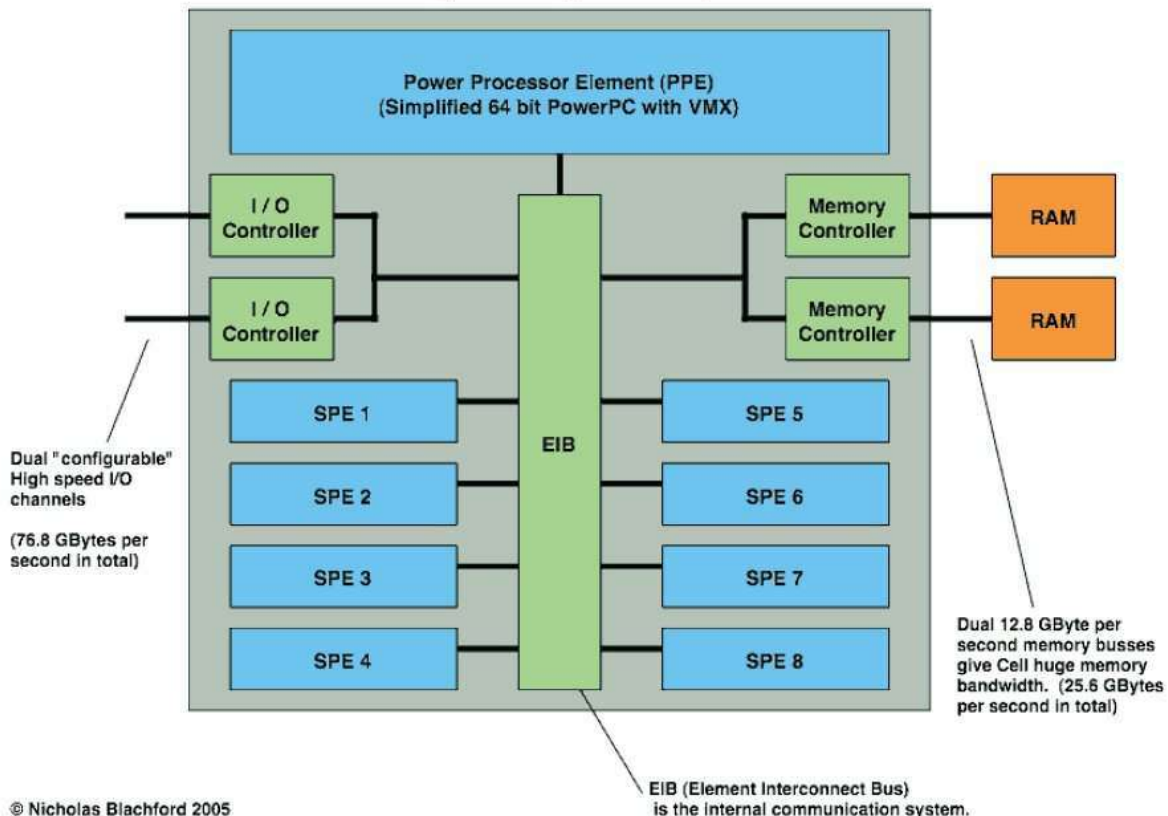 Power Processor Element (PPE)
(Simplified 64 bit PowerPC with VMX)
I / O
Controller
Memory
Controller
RAM
I / O
Controller
Memory
Controller
RAM
SPE 1
SPE 5
EIB
SPE 2
SPE 6
SPE 3
SPE 7
SPE 4
SPE 8
Dual "configurable"
High speed I/O
channels
(76.8 GBytes per
second in total)
Dual 12.8 GByte per
second memory busses
give Cell huge memory
bandwidth. (25.6 GBytes
per second in total)
EIB (Element Interconnect Bus)
is the internal communication system.
© Nicholas Blachford 2005